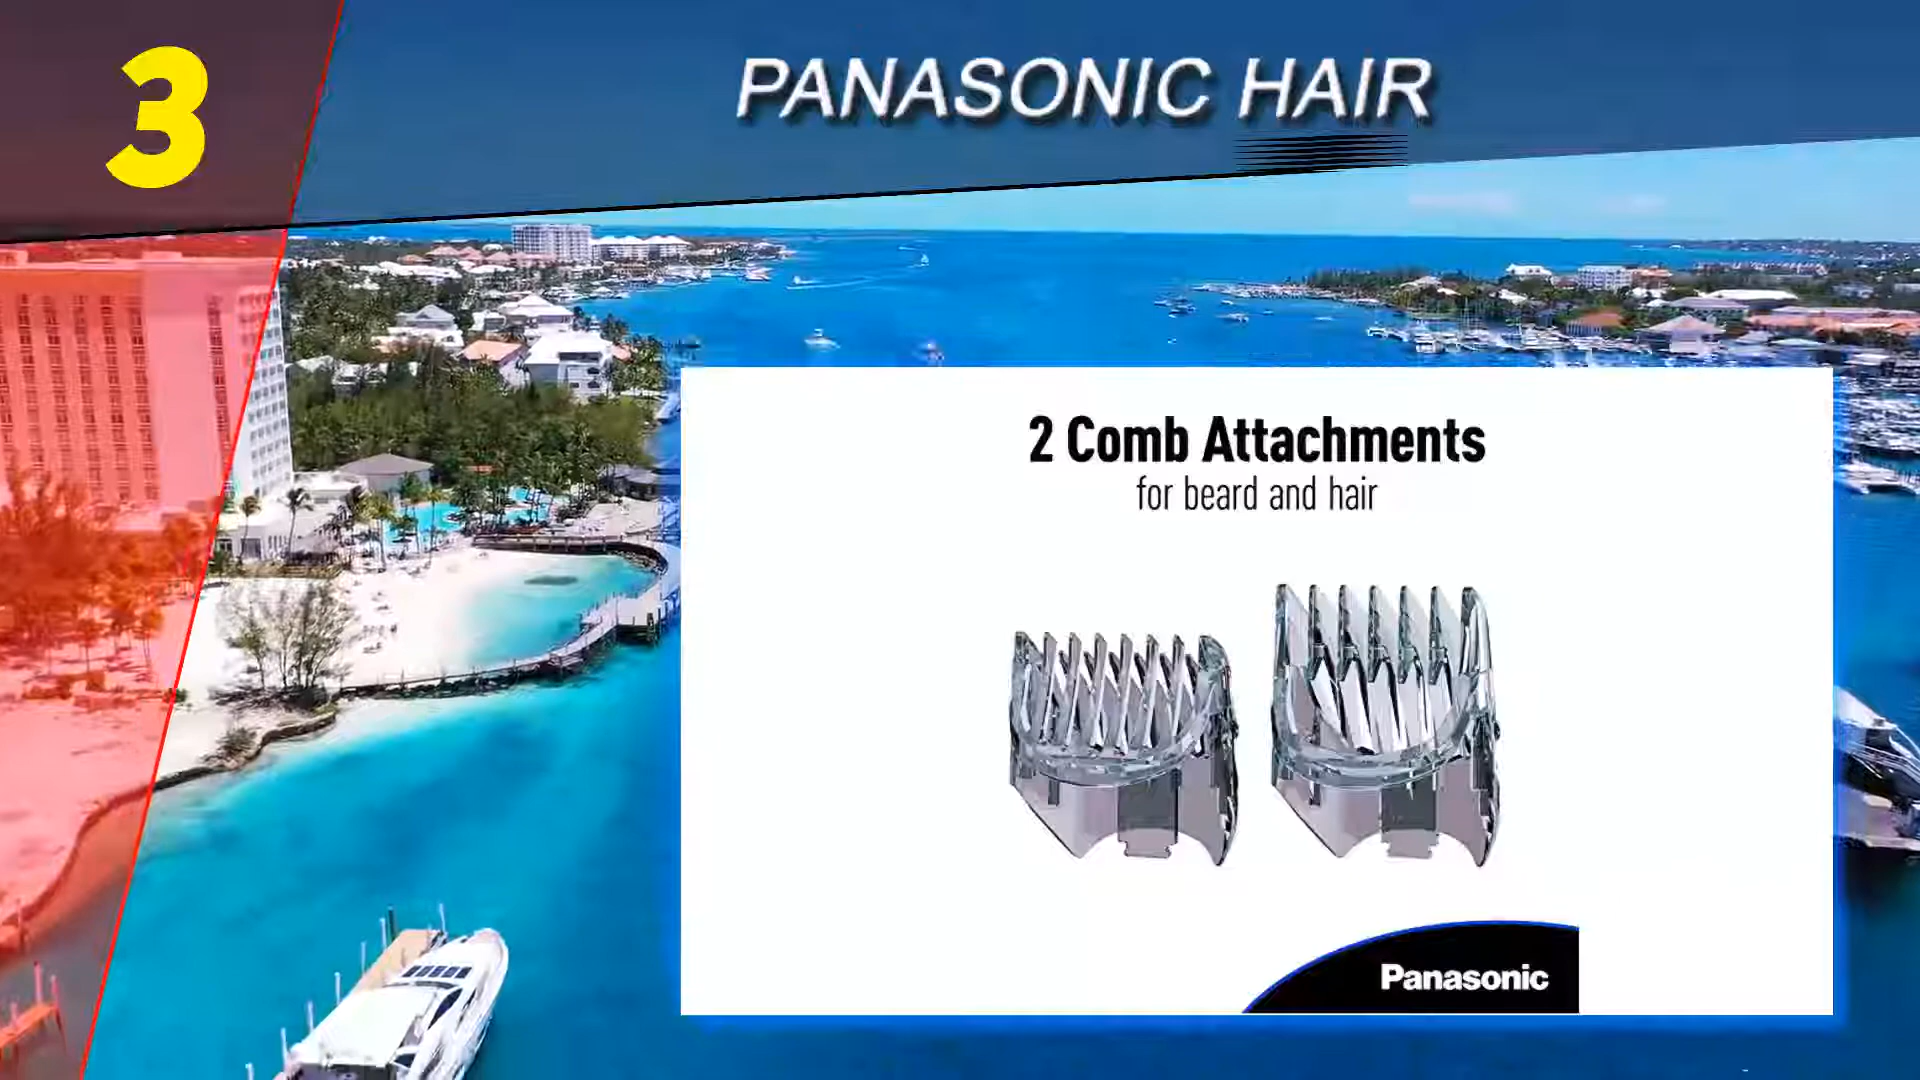 3
PANASONIC HAIR
2 Comb Attachments
for beard and hair
Panasonic